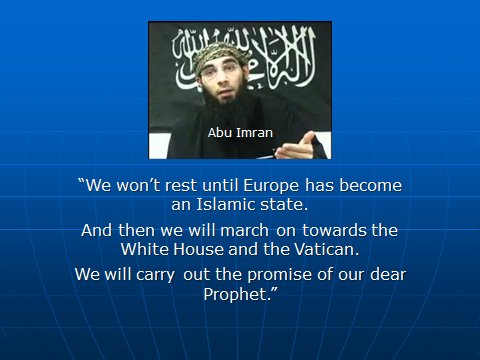 لا إله إلا الله
Abu Imran
“We won’t rest until Europe has become
an Islamic state.
And then we will march on towards the
White House and the Vatican.
We will carry out the promise of our dear
Prophet.”